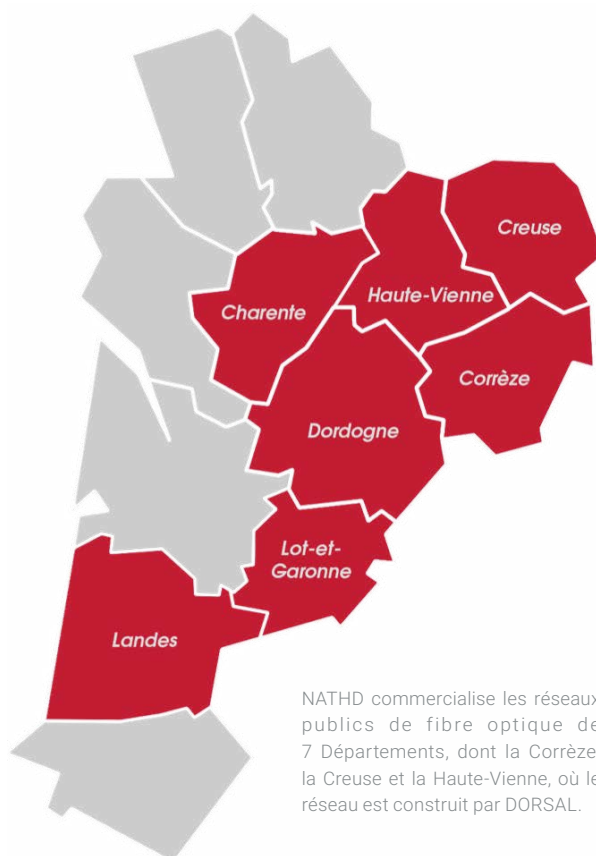 Creuse
Haute-Vienne
Charente
Corrèze
Dordogne
Lot-et-
Garonne
Landes
NATHD commercialise les réseaux
publics de fibre optique de
7 Départements, dont la Corrèze
la Creuse et la Haute-Vienne, où le
réseau est construit par DORSAL.